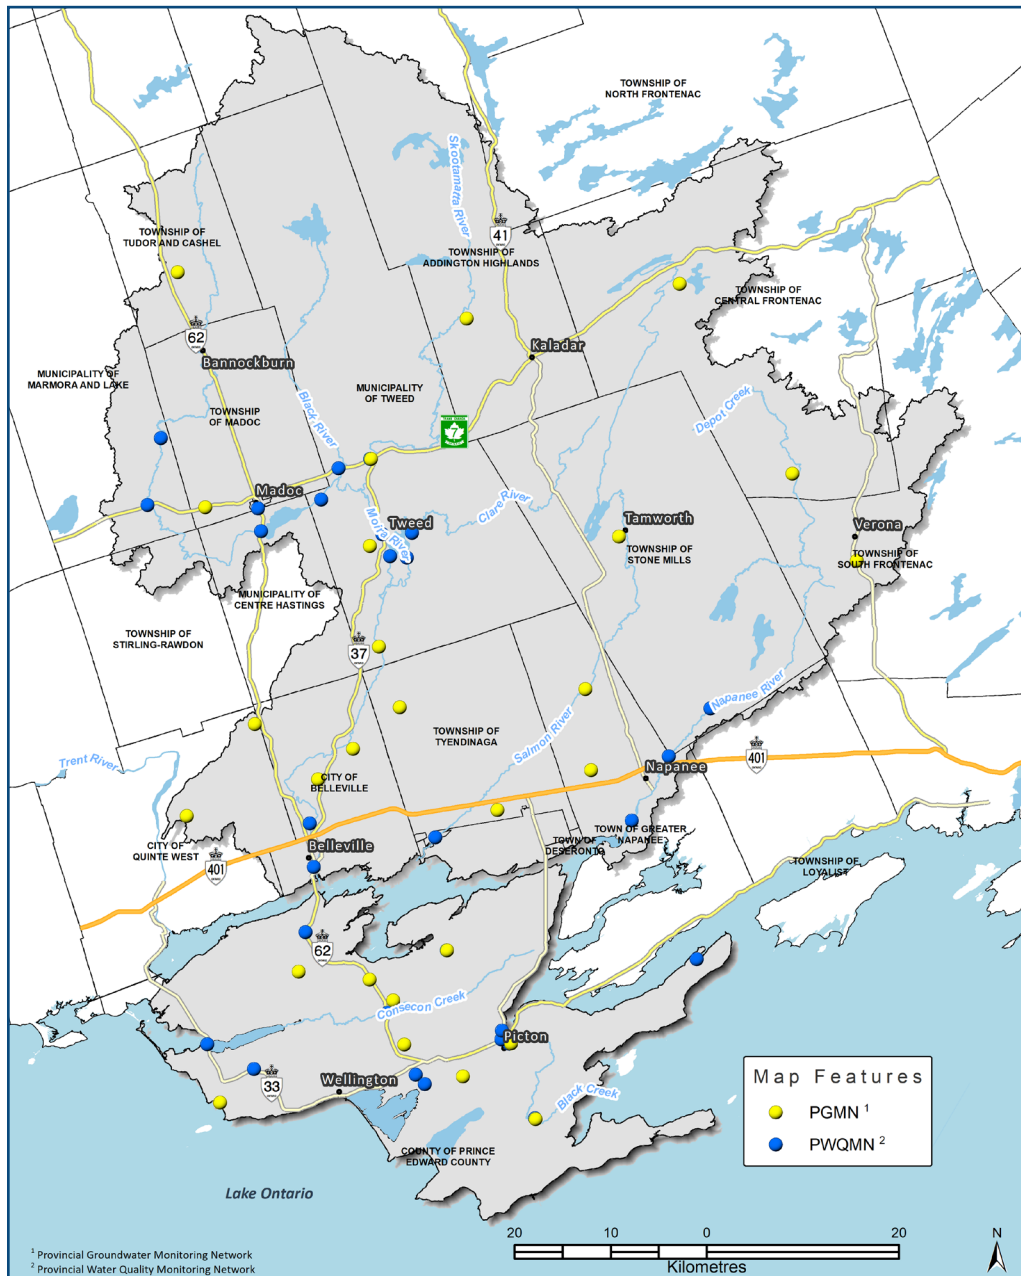 TOWNSHIP OF
NORTH FRONTENAC
Skootamatta River
41
TOWNSHIP OF
TUDOR AND CASHEL
TOWNSHIP OF
ADDINGTON HIGHLANDS
TOWNSHIP OF
CENTRAL FRONTENAC
62
Bannockburn
Kaladar
MUNICIPALITY OF
MARMORA AND LAKE
MUNICIPALITY
OF TWEED
TOWNSHIP
OF MADOC
Black River
Depot Creek
7
Madoc
Moira River
Tweed
Clare River
Tamworth
Verona
TOWNSHIP OF
STONE MILLS
TOWNSHIP OF
SOUTH FRONTENAC
MUNICIPALITY OF
CENTRE HASTINGS
TOWNSHIP OF
STIRLING-RAWDON
37
Napanee River
TOWNSHIP OF
TYENDINAGA
Salmon River
Trent River
401
Napanee
CITY OF
BELLEVILLE
CITY OF
QUINTE WEST
Belleville
TOWN OF
DESERONTO
TOWN OF GREATER
NAPANEE
401
TOWNSHIP OF
LOYALIST
62
Consecon Creek
Picton
33
Wellington
Black Creek
COUNTY OF PRINCE
EDWARD COUNTY
Lake Ontario
Map Features
PGMN 1
PWQMN 2
20 10 0 20
Kilometres
N
1 Provincial Groundwater Monitoring Network
2 Provincial Water Quality Monitoring Network